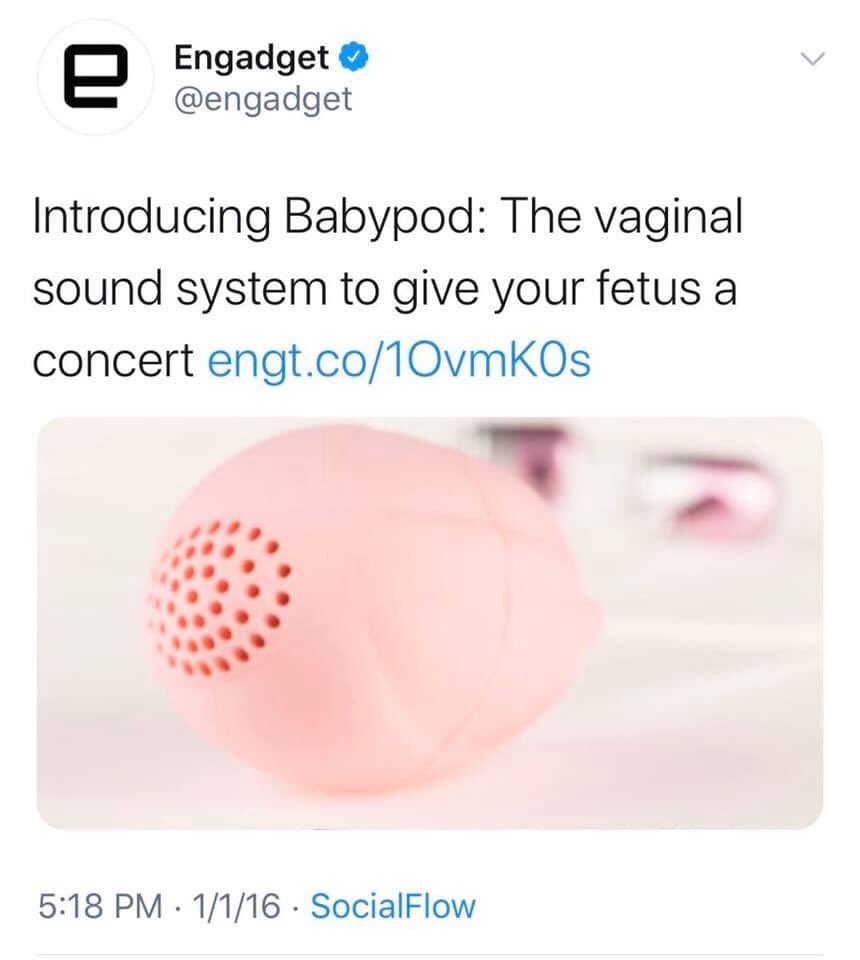 Engadget
@engadget
Introducing Babypod: The vaginal
sound system to give your fetus a
concert engt.co/1OvmK0s
5:18 PM · 1/1/16 · SocialFlow